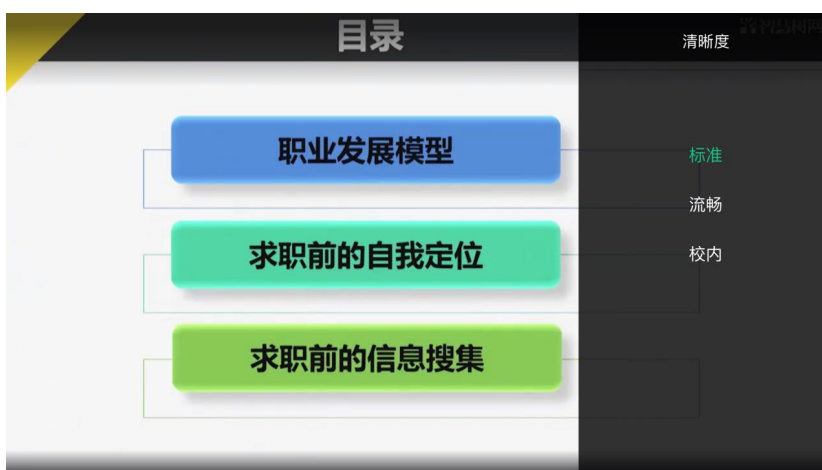 目录
清晰度
职业发展模型
标准
流畅
求职前的自我定位
校内
求职前的信息搜集